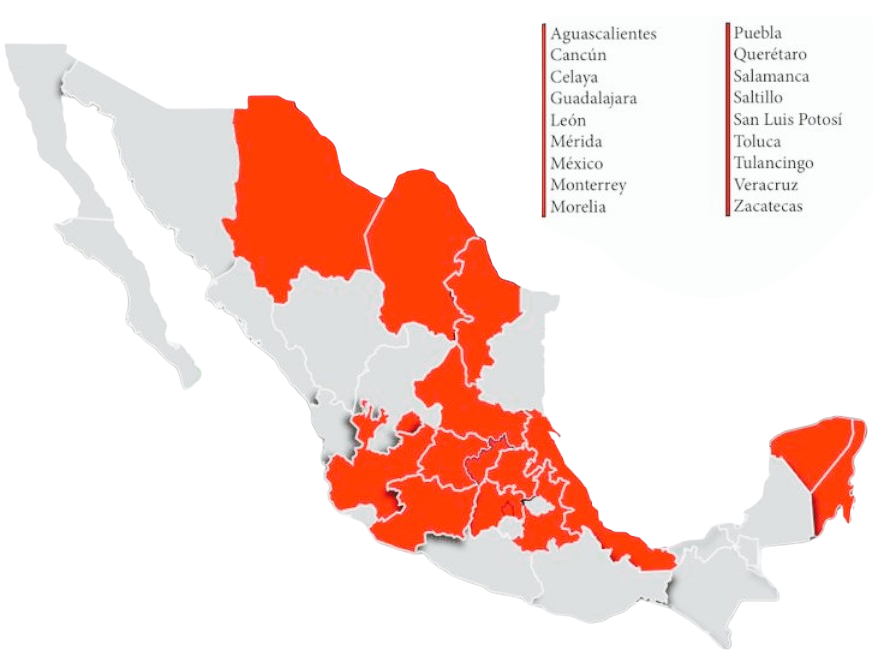 Aguascalientes
Cancún
Celaya
Guadalajara
León
Mérida
México
Monterrey
Morelia
Puebla
Querétaro
Salamanca
Saltillo
San Luis Potosí
Toluca
Tulancingo
Veracruz
Zacatecas